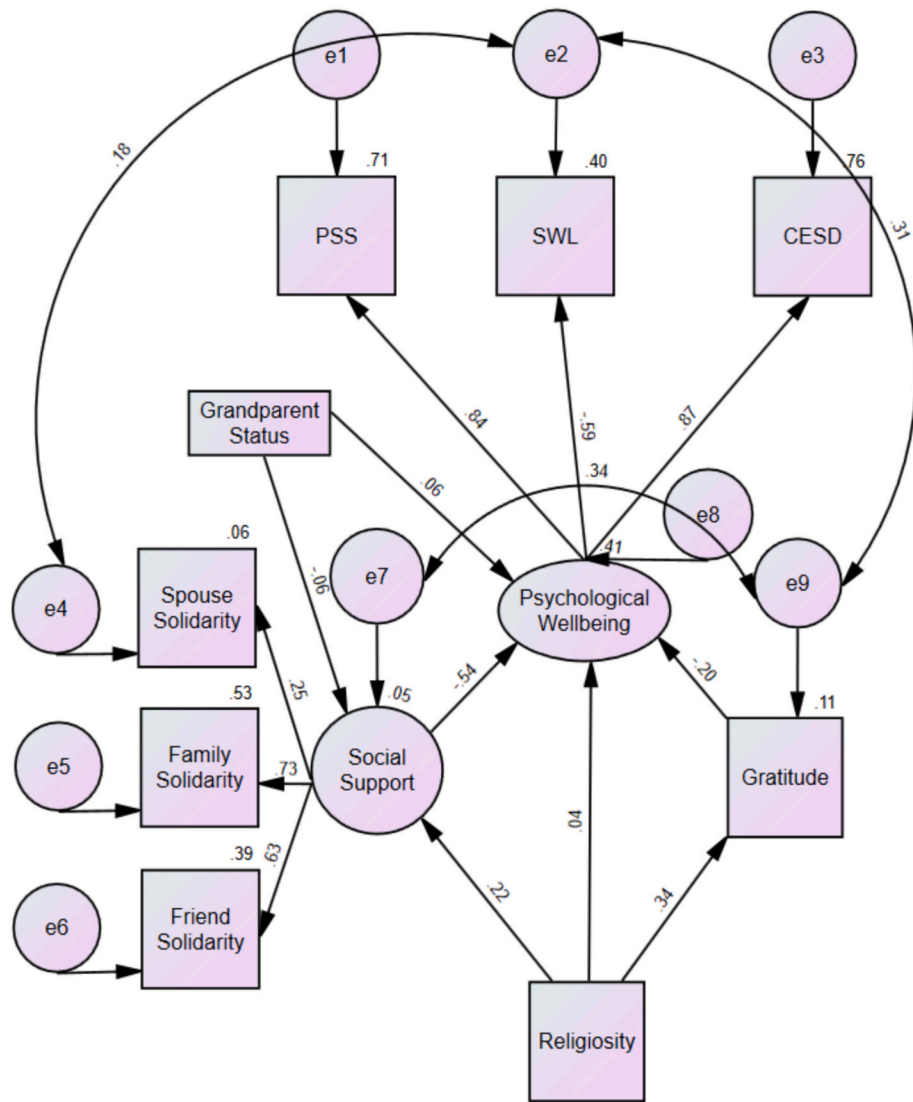 e1
e2
e3
.18
.71
.40
.76
.31
PSS
SWL
CESD
Grandparent
Status
.84
-.59
.87
.06
.34
e8
-.06
.06
e7
.41
e9
e4
Spouse
Solidarity
Psychological
Wellbeing
.25
-.54
-.20
.53
.05
.11
e5
Family
Solidarity
.73
Social
Support
Gratitude
.04
.39
.63
.22
.34
e6
Friend
Solidarity
Religiosity